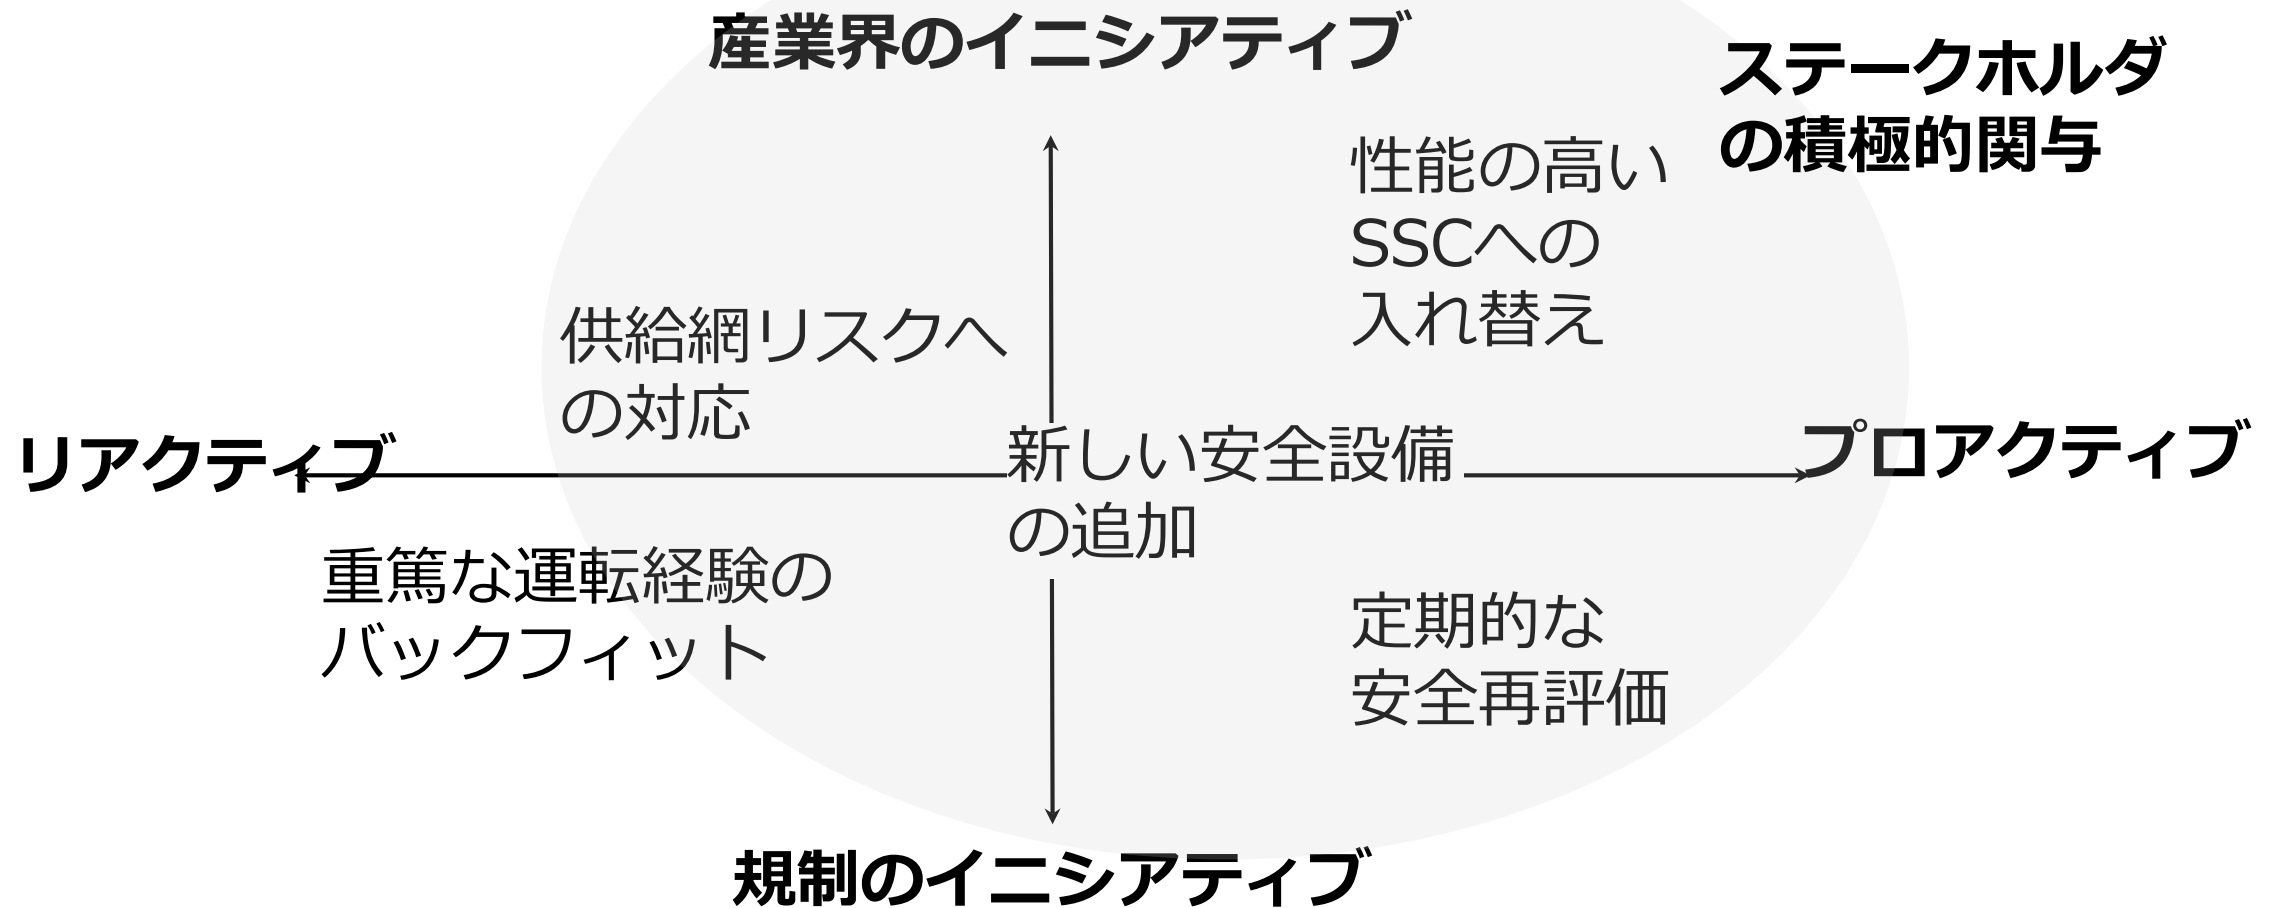 産業界のイニシアティブ
ステークホルダ
の積極的関与
性能の高い
SSCへの
入れ替え
供給網リスクへ
の対応
リアクティブ
新しい安全設備
の追加
プロアクティブ
重篤な運転経験の
バックフィット
定期的な
安全再評価
規制のイニシアティブ